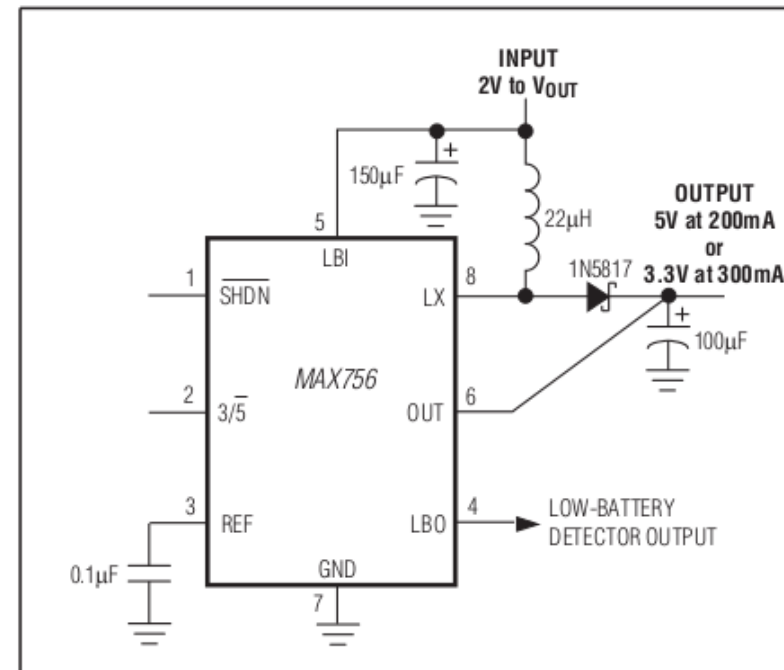 INPUT
2V to VOUT
150µF
+
22µH
OUTPUT
5V at 200mA
or
3.3V at 300mA
1N5817
+
100µF
5
LBI
1
S̅H̅D̅N̅
8
LX
MAX756
2
3/5̅
6
OUT
3
REF
4
LBO
LOW-BATTERY
DETECTOR OUTPUT
0.1µF
GND
7